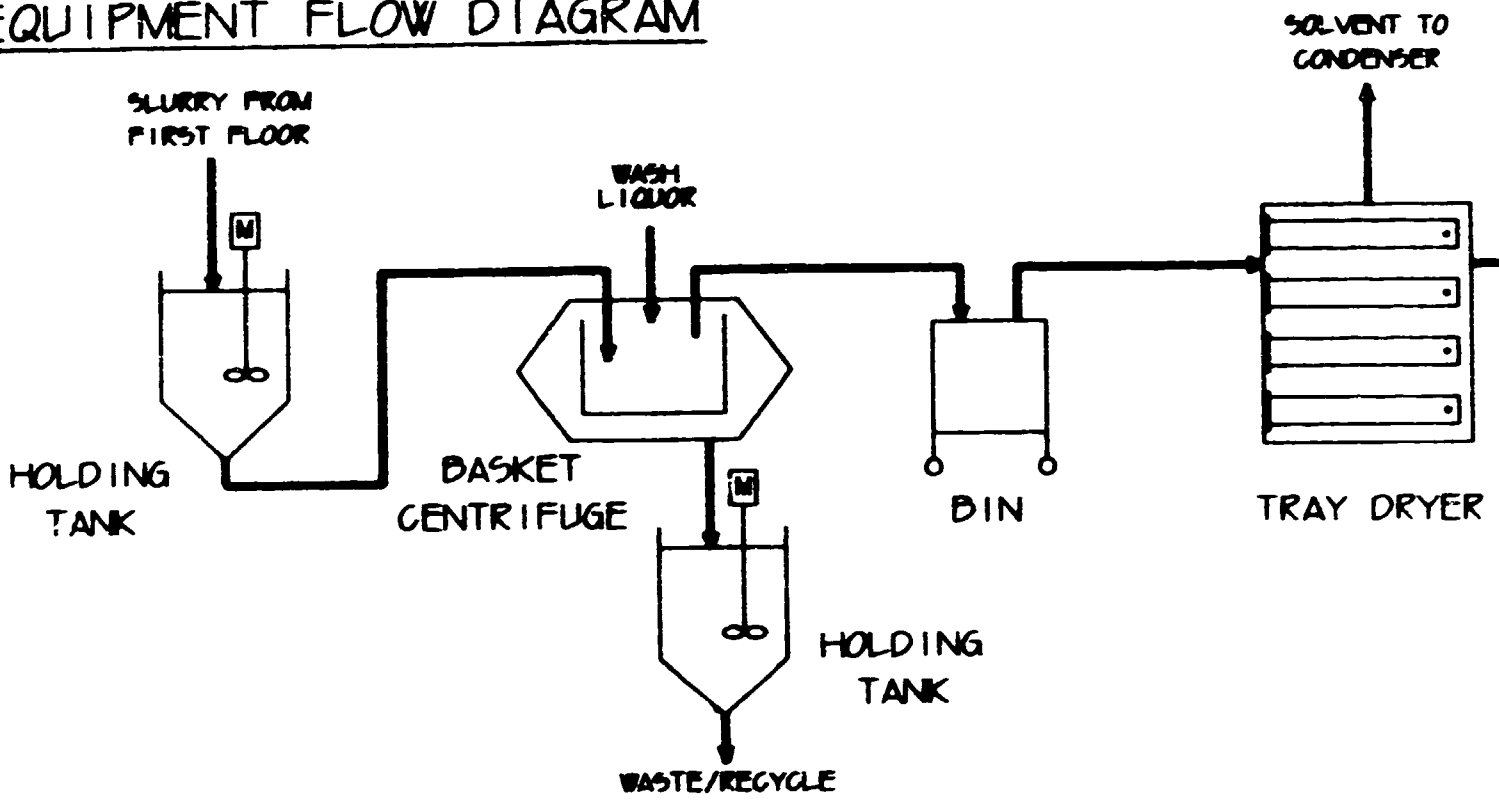 EQUIPMENT FLOW DIAGRAM
SOLVENT TO
CONDENSER
SLURRY FROM
FIRST FLOOR
WASH
LIQUOR
M
HOLDING
TANK
BASKET
CENTRIFUGE
M
BIN
TRAY DRYER
HOLDING
TANK
WASTE/RECYCLE